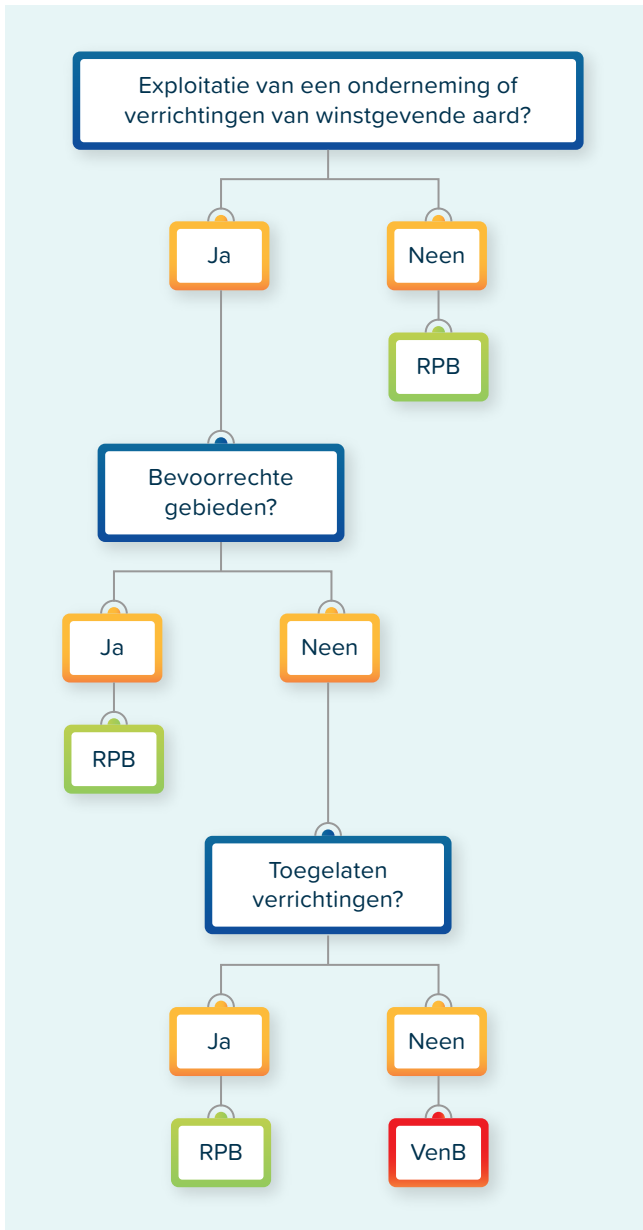 Exploitatie van een onderneming of
verrichtingen van winstgevende aard?
Ja
Neen
RPB
Bevoorrechte
gebieden?
Ja
Neen
RPB
Toegelaten
verrichtingen?
Ja
Neen
RPB
VenB